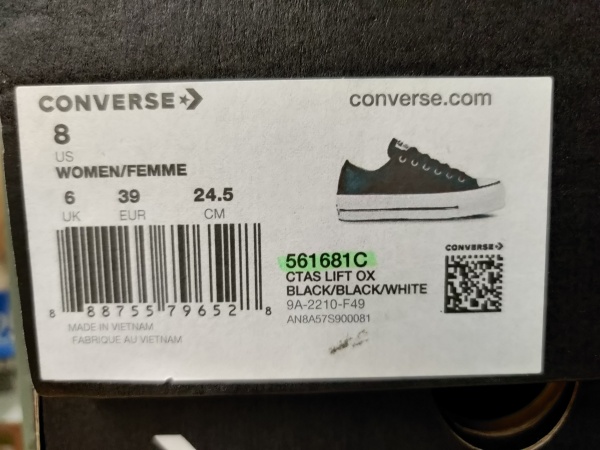 CONVERSE
converse.com
8
US
WOMEN/FEMME
6 39 24.5
UK EUR CM
8 88755 79652 8
MADE IN VIETNAM
FABRIQUE AU VIETNAM
561681C
CTAS LIFT OX
BLACK/BLACK/WHITE
9A-2210-F49
AN8A57S900081
CONVERSE